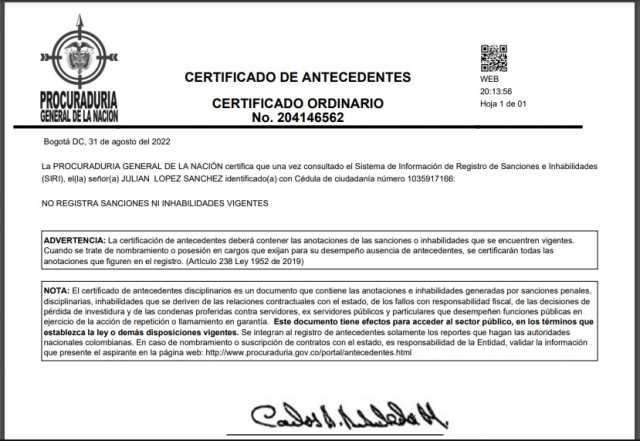 PROCURADURIA
GENERAL DE LA NACION
CERTIFICADO DE ANTECEDENTES
CERTIFICADO ORDINARIO
No. 204146562
WEB
20:13:56
Hoja 1 de 01
Bogotá DC, 31 de agosto del 2022
La PROCURADURIA GENERAL DE LA NACIÓN certifica que una vez consultado el Sistema de Información de Registro de Sanciones e Inhabilidades
(SIRI), el(la) señor(a) JULIAN LOPEZ SANCHEZ identificado(a) con Cédula de ciudadanía número 1035917166:
NO REGISTRA SANCIONES NI INHABILIDADES VIGENTES
ADVERTENCIA: La certificación de antecedentes deberá contener las anotaciones de las sanciones o inhabilidades que se encuentren vigentes.
Cuando se trate de nombramiento o posesión en cargos que exijan para su desempeño ausencia de antecedentes, se certificarán todas las
anotaciones que figuren en el registro. (Artículo 238 Ley 1952 de 2019)
NOTA: El certificado de antecedentes disciplinarios es un documento que contiene las anotaciones e inhabilidades generadas por sanciones penales,
disciplinarias, inhabilidades que se deriven de las relaciones contractuales con el estado, de los fallos con responsabilidad fiscal, de las decisiones de
pérdida de investidura y de las condenas proferidas contra servidores, ex servidores públicos y particulares que desempeñen funciones públicas en
ejercicio de la acción de repetición o llamamiento en garantía. Este documento tiene efectos para acceder al sector público, en los términos que
establezca la ley o demás disposiciones vigentes. Se integran al registro de antecedentes solamente los reportes que hagan las autoridades
nacionales colombianas. En caso de nombramiento o suscripción de contratos con el estado, es responsabilidad de la Entidad, validar la información
que presente el aspirante en la página web: http://www.procuraduria.gov.co/portal/antecedentes.html